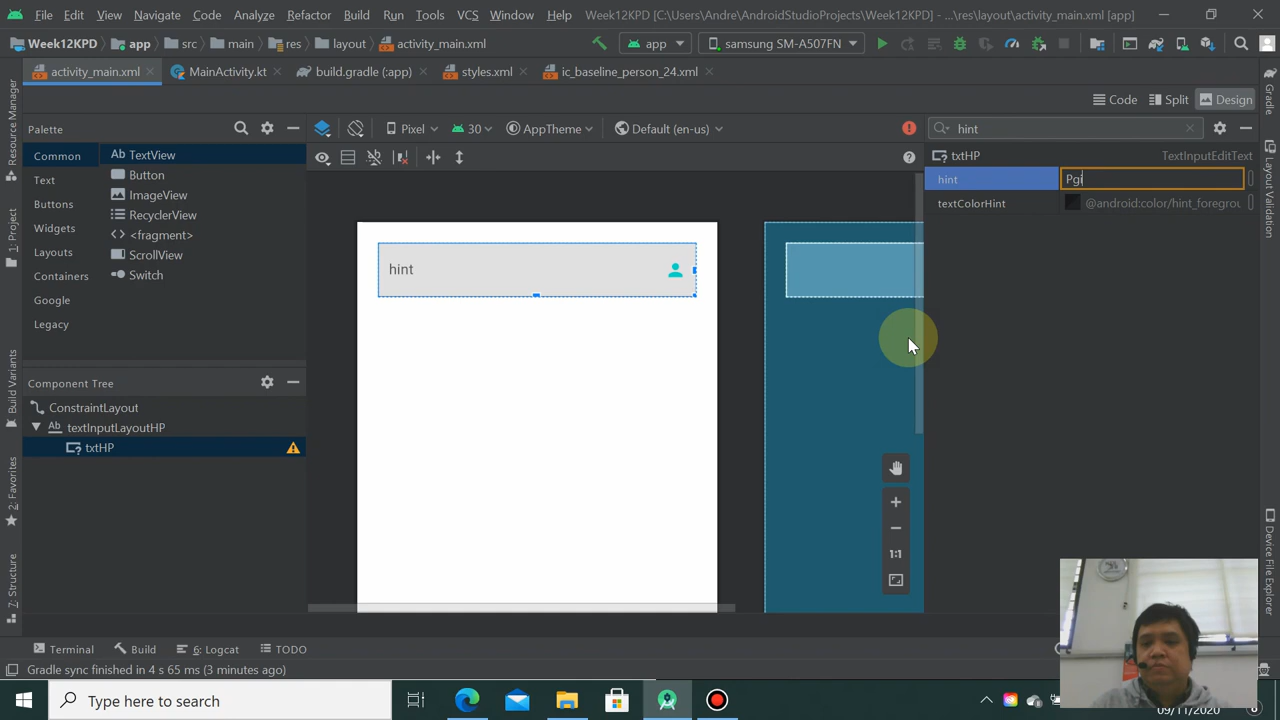 File Edit View Navigate Code Analyze Refactor Build Run Tools VCS Window Help Week12KPD [C:\Users\Andre\AndroidStudioProjects\Week12KPD] - ...\res\layout\activity_main.xml [app]
Week12KPD app src main res layout activity_main.xml app samsung SM-A507FN
activity_main.xml MainActivity.kt build.gradle (:app) styles.xml ic_baseline_person_24.xml
Code Split Design
Palette Pixel 30 AppTheme Default (en-us) hint
Common Ab TextView txtHP TextInputEditText
Text Button hint Pgi
Buttons ImageView textColorHint @android:color/hint_foregrou
Widgets RecyclerView
Layouts <fragment>
Containers ScrollView
Google Switch
Legacy
hint
Component Tree
ConstraintLayout
Ab textInputLayoutHP
txtHP
1:1
Resource Manager
1: Project
Build Variants
2: Favorites
7: Structure
Gradle
Layout Validation
Device File Explorer
Terminal Build 6: Logcat TODO
Gradle sync finished in 4 s 65 ms (3 minutes ago)
Type here to search
09/11/2020